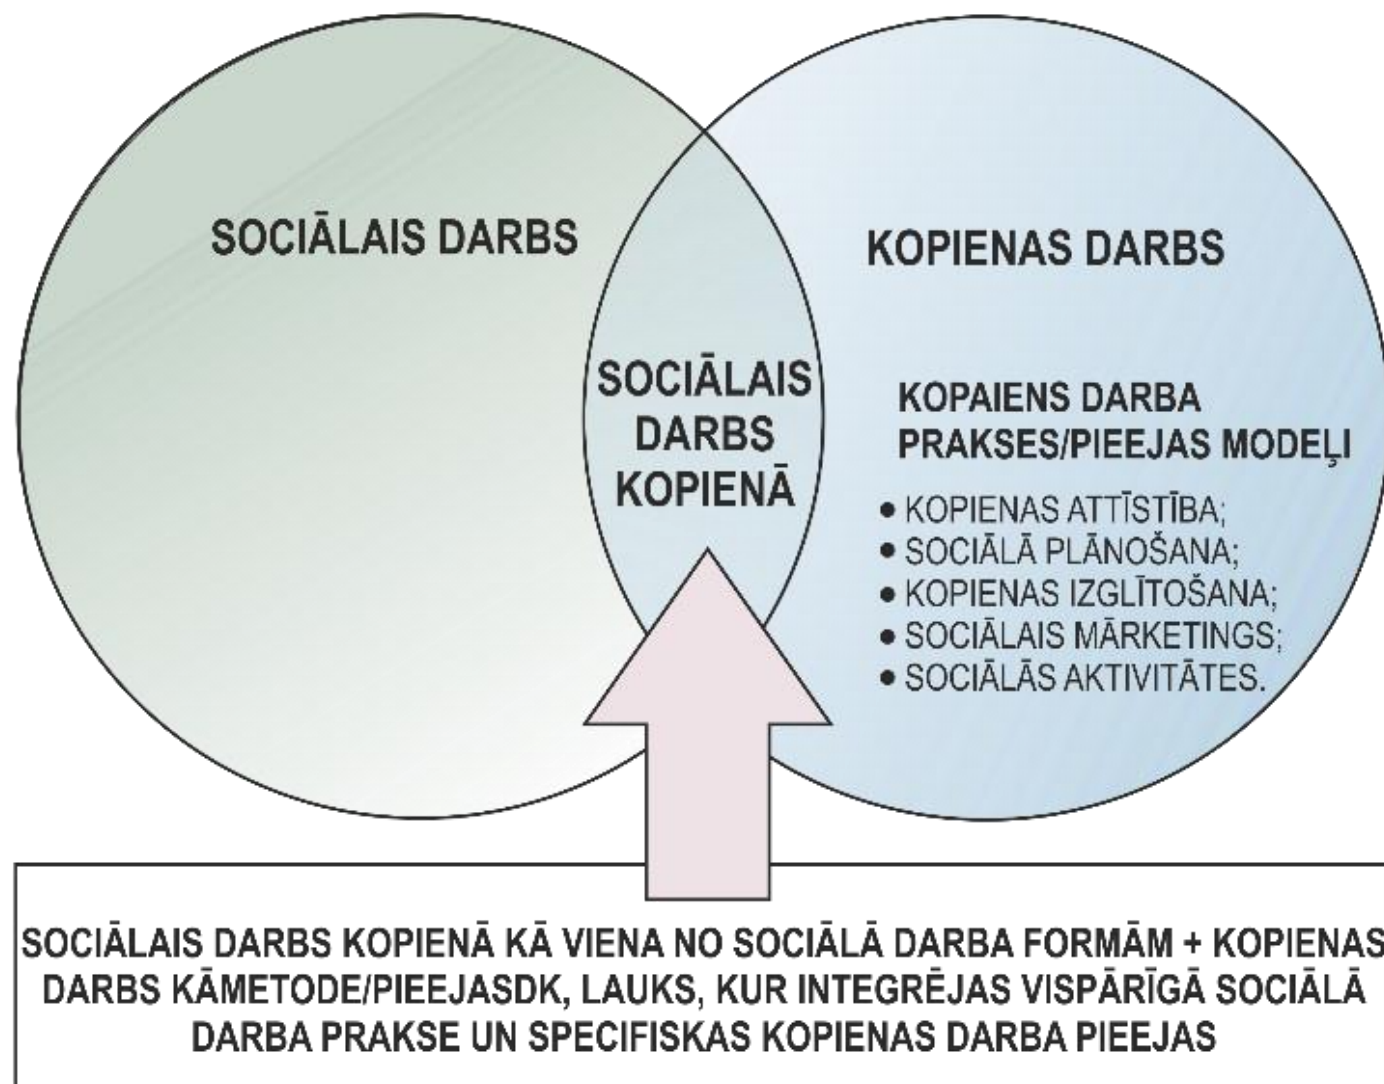 SOCIĀLAIS DARBS
KOPIENAS DARBS
SOCIĀLAIS
DARBS
KOPIENĀ
KOPAIENS DARBA
PRAKSES/PIEEJAS MODEĻI
• KOPIENAS ATTĪSTĪBA;
• SOCIĀLĀ PLĀNOŠANA;
• KOPIENAS IZGLĪTOŠANA;
• SOCIĀLAIS MĀRKETINGS;
• SOCIĀLĀS AKTIVITĀTES.
SOCIĀLAIS DARBS KOPIENĀ KĀ VIENA NO SOCIĀLĀ DARBA FORMĀM + KOPIENAS
DARBS KĀMETODE/PIEEJASDK, LAUKS, KUR INTEGRĒJAS VISPĀRĪGĀ SOCIĀLĀ
DARBA PRAKSE UN SPECIFISKAS KOPIENAS DARBA PIEEJAS